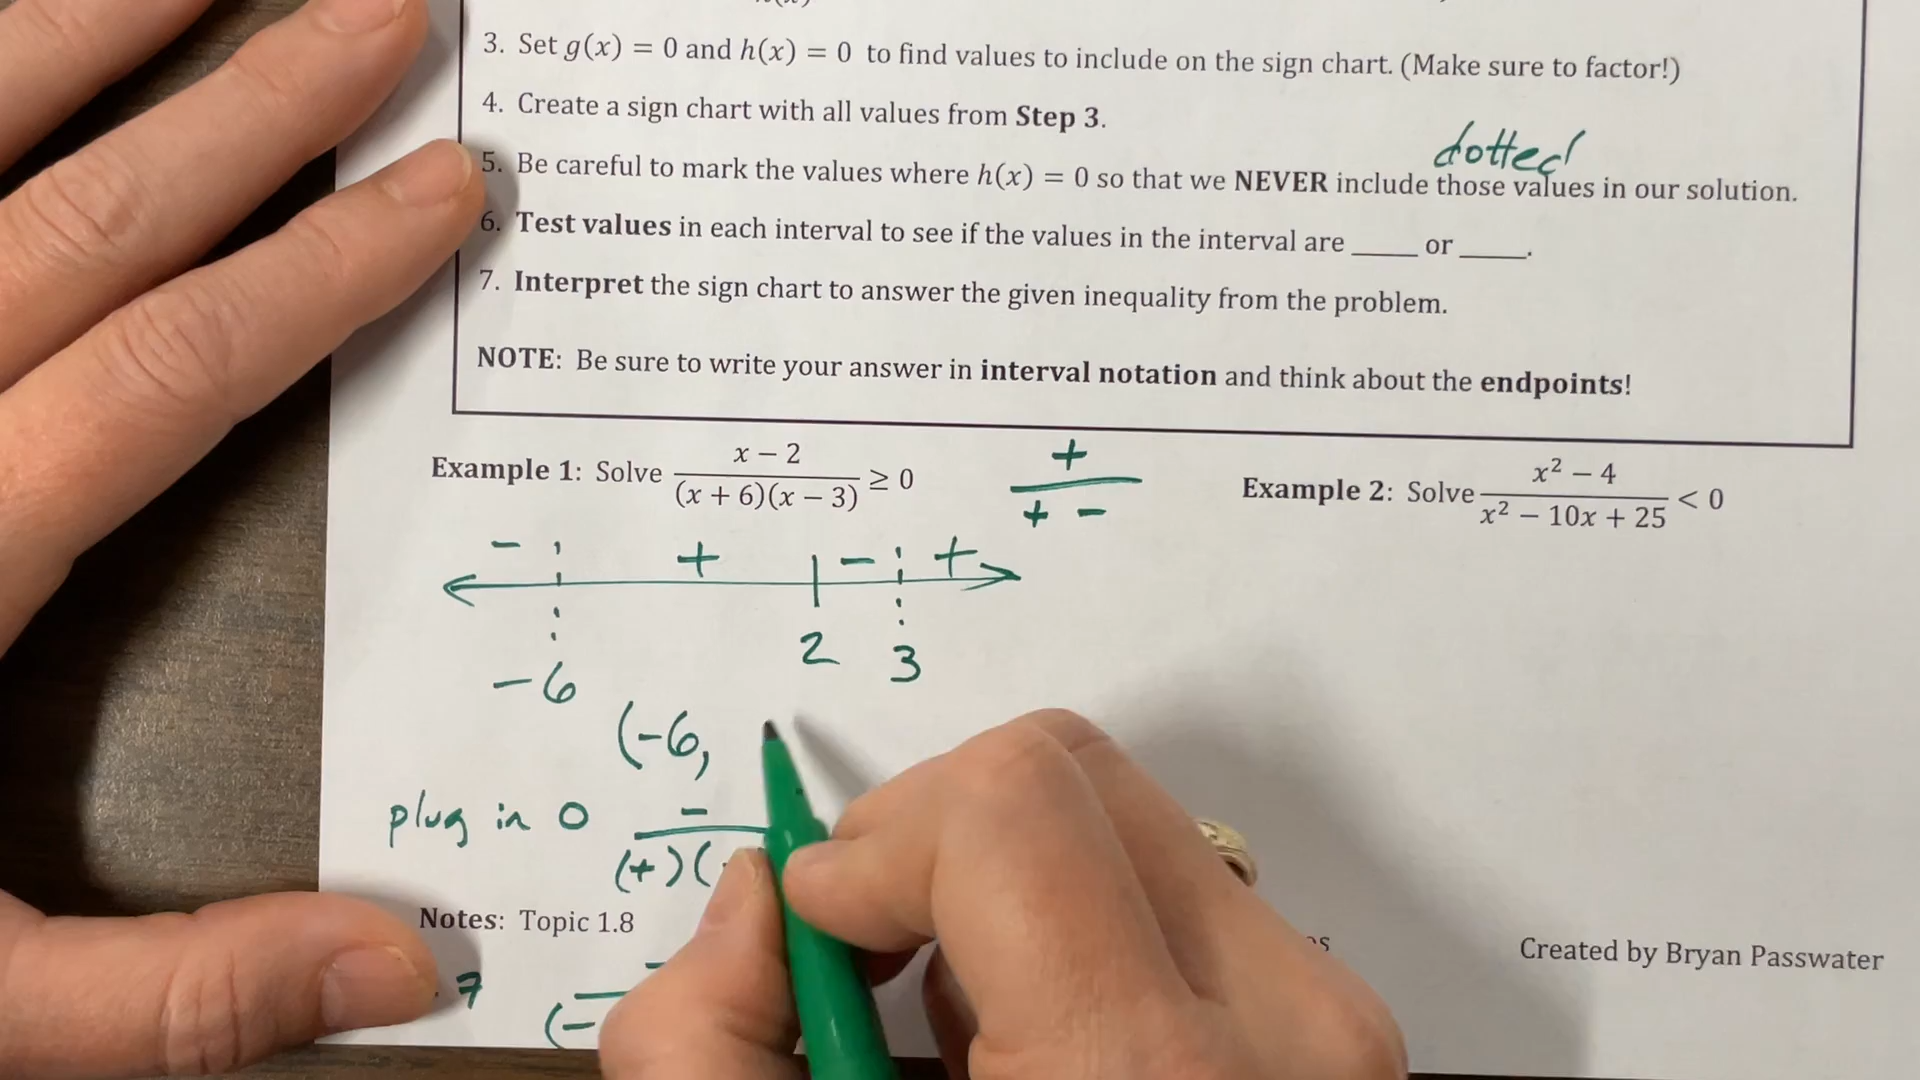 3. Set g(x) = 0 and h(x) = 0 to find values to include on the sign chart. (Make sure to factor!)
4. Create a sign chart with all values from Step 3.
dotted
5. Be careful to mark the values where h(x) = 0 so that we NEVER include those values in our solution.
6. Test values in each interval to see if the values in the interval are _____ or _____.
7. Interpret the sign chart to answer the given inequality from the problem.
NOTE: Be sure to write your answer in interval notation and think about the endpoints!
Example 1: Solve (x − 2)/((x + 6)(x − 3)) ≥ 0
+
+ −
Example 2: Solve (x² − 4)/(x² − 10x + 25) < 0
− + − +
−6 2 3
(−6,
plug in 0 −
(+)(
Notes: Topic 1.8
Created by Bryan Passwater
7
(−